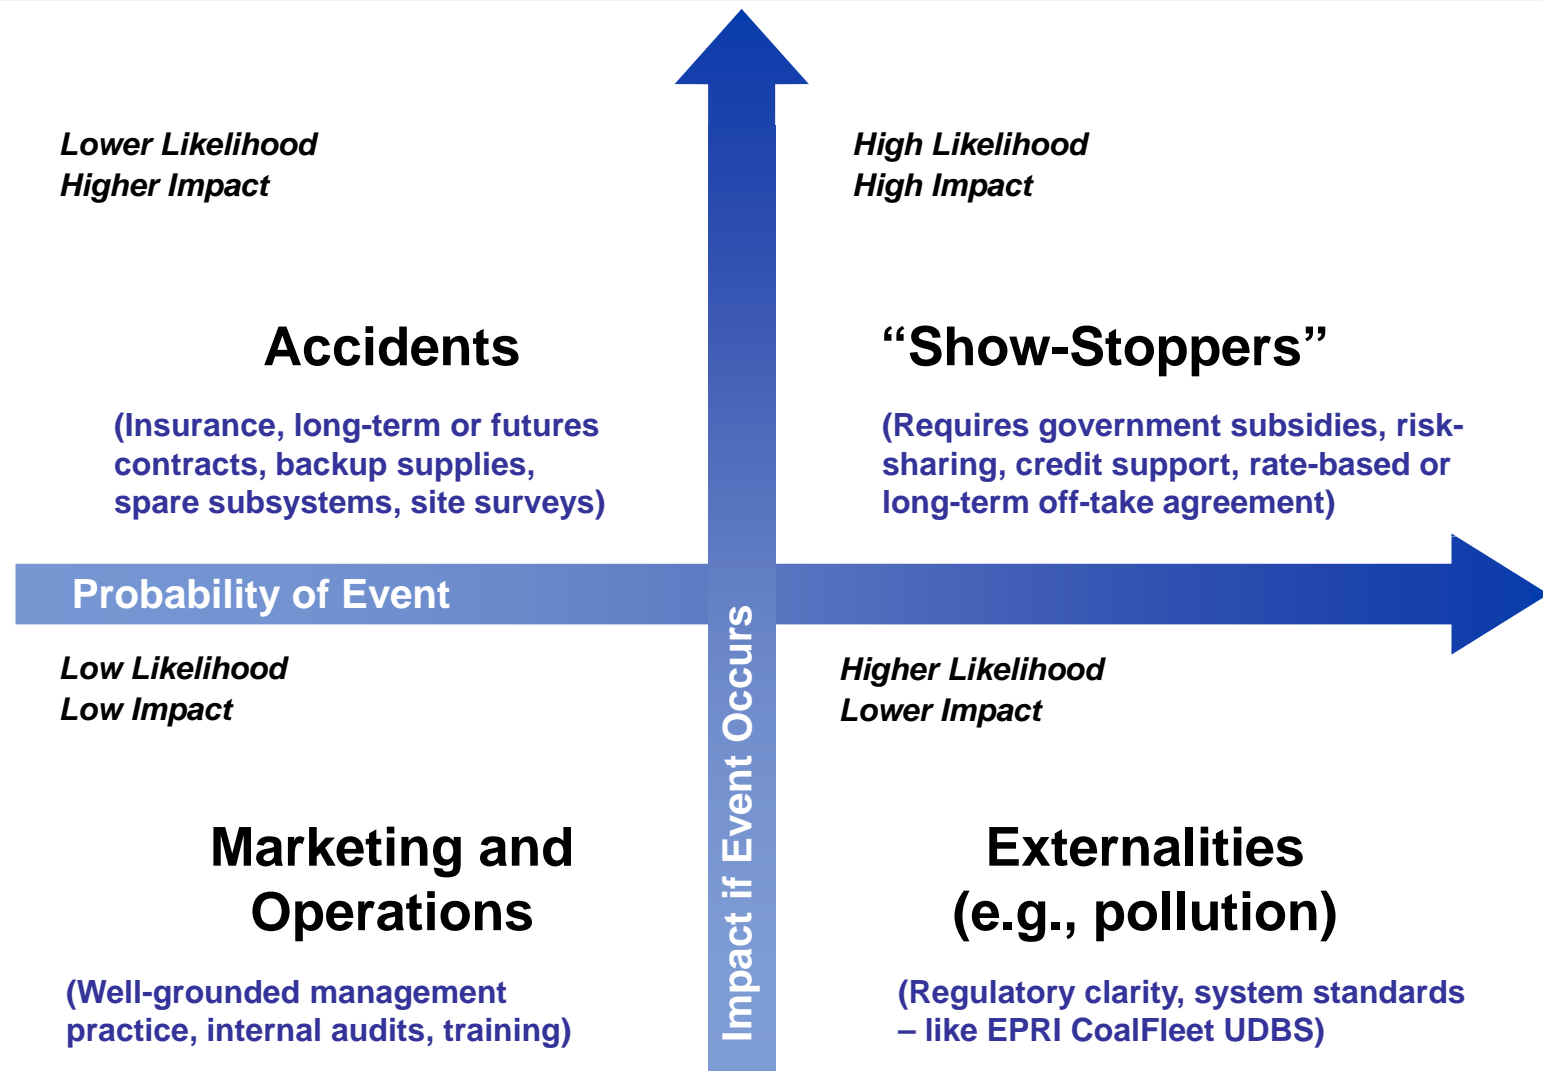 Lower Likelihood
Higher Impact
High Likelihood
High Impact
Accidents
“Show-Stoppers”
(Insurance, long-term or futures
contracts, backup supplies,
spare subsystems, site surveys)
(Requires government subsidies, risk-
sharing, credit support, rate-based or
long-term off-take agreement)
Probability of Event
Impact if Event Occurs
Low Likelihood
Low Impact
Higher Likelihood
Lower Impact
Marketing and
Operations
Externalities
(e.g., pollution)
(Well-grounded management
practice, internal audits, training)
(Regulatory clarity, system standards
– like EPRI CoalFleet UDBS)